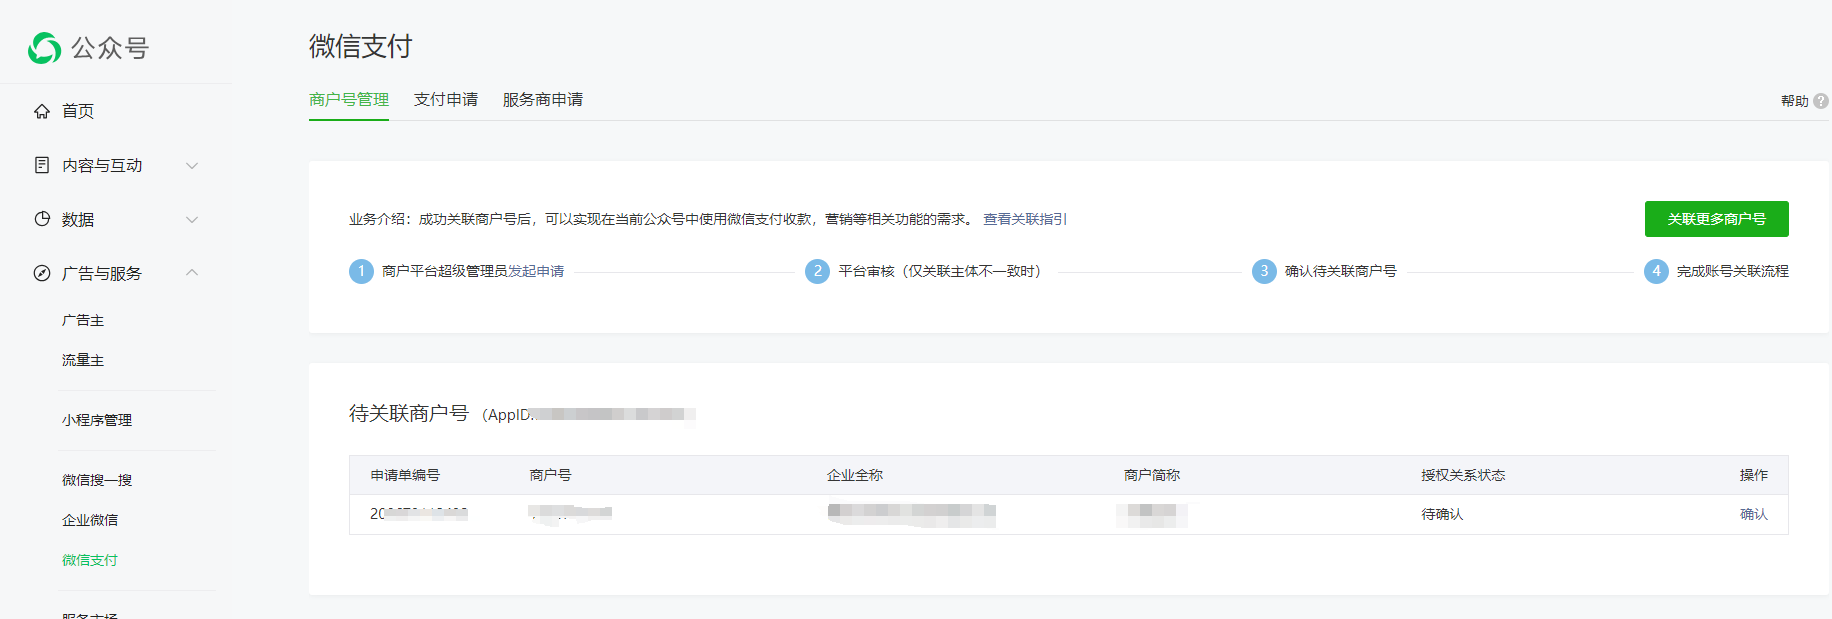 公众号
首页
内容与互动
数据
广告与服务
广告主
流量主
小程序管理
微信搜一搜
企业微信
微信支付
微信支付
商户号管理 支付申请 服务商申请
帮助 ?
业务介绍：成功关联商户号后，可以实现在当前公众号中使用微信支付收款，营销等相关功能的需求。 查看关联指引
关联更多商户号
1 商户平台超级管理员发起申请 2 平台审核（仅关联主体不一致时） 3 确认待关联商户号 4 完成账号关联流程
待关联商户号 （AppID:
申请单编号 商户号 企业全称 商户简称 授权关系状态 操作
待确认 确认